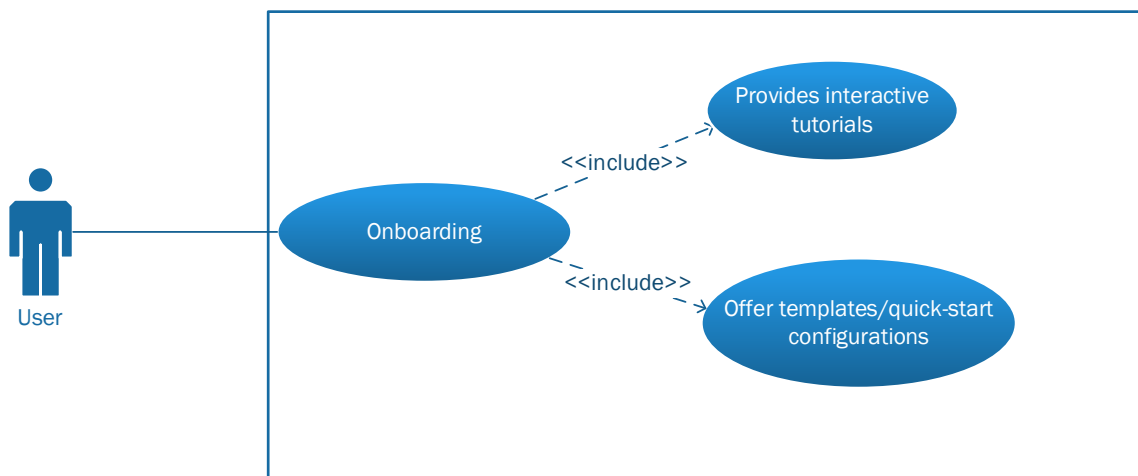 Provides interactive
tutorials
<<include>>
Onboarding
<<include>>
User
Offer templates/quick-start
configurations